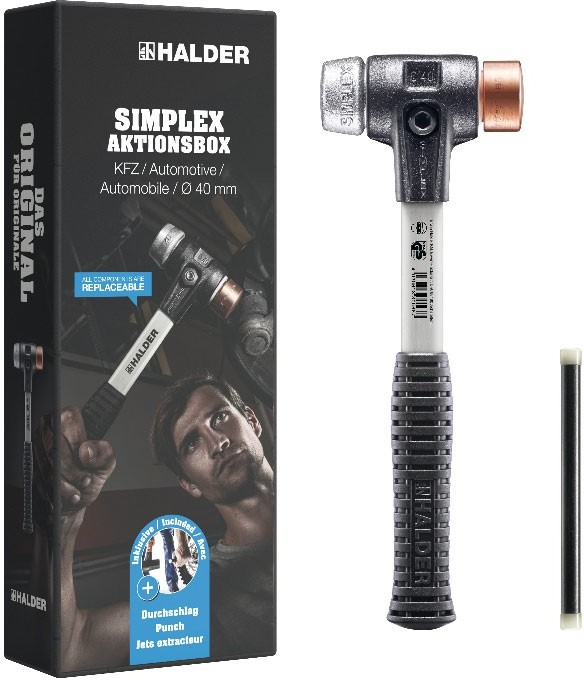 HALDER
SIMPLEX
AKTIONSBOX
KFZ / Automotive /
Automobile / Ø 40 mm
DAS
ORIGINAL
FÜR ORIGINALE
ALL COMPONENTS ARE
REPLACEABLE
HALDER
Inklusive / Included / Avec
+
Durchschlag
Punch
Jets extracteur
HALDER
SIMPLEX
40
HALDER